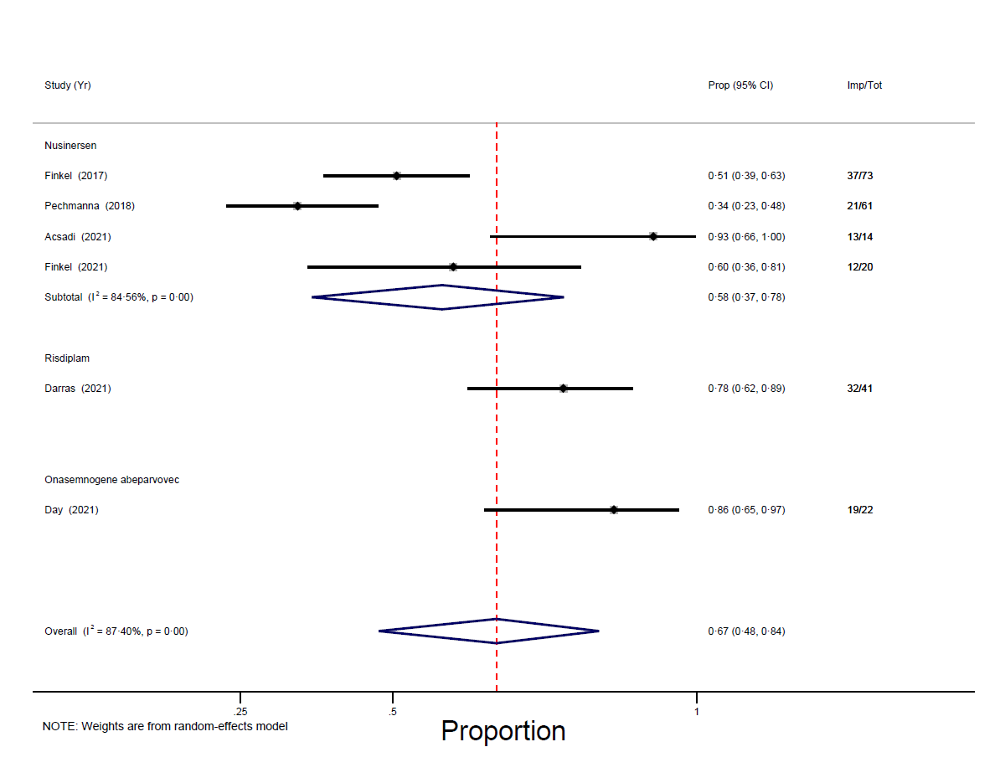 Study (Yr) Prop (95% CI) Imp/Tot
Nusinersen
Finkel (2017) 0·51 (0·39, 0·63) 37/73
Pechmanna (2018) 0·34 (0·23, 0·48) 21/61
Acsadi (2021) 0·93 (0·66, 1·00) 13/14
Finkel (2021) 0·60 (0·36, 0·81) 12/20
Subtotal (I^2 = 84·56%, p = 0·00) 0·58 (0·37, 0·78)
Risdiplam
Darras (2021) 0·78 (0·62, 0·89) 32/41
Onasemnogene abeparvovec
Day (2021) 0·86 (0·65, 0·97) 19/22
Overall (I^2 = 87·40%, p = 0·00) 0·67 (0·48, 0·84)
.25 .5 1
NOTE: Weights are from random-effects model
Proportion